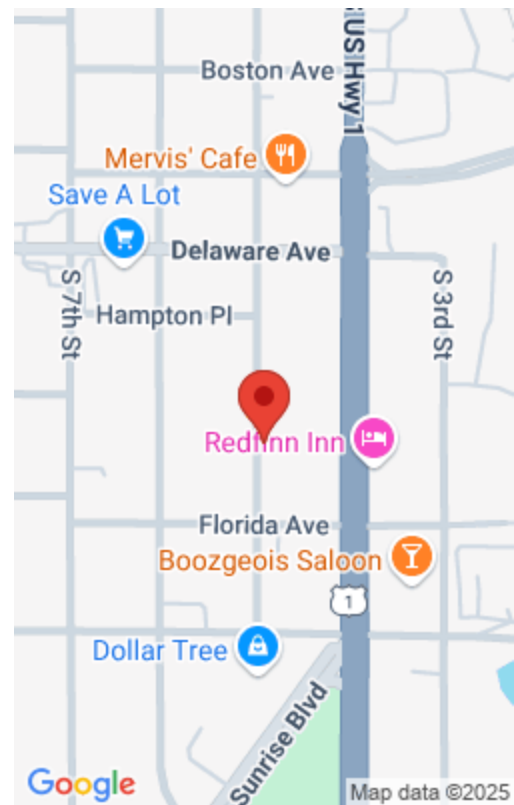 S US Hwy 1
Boston Ave
Mervis' Cafe
Save A Lot
Delaware Ave
S 7th St
Hampton Pl
S 3rd St
Redfinn Inn
Florida Ave
Boozgeois Saloon
1
Dollar Tree
Sunrise Blvd
Google
Map data ©2025